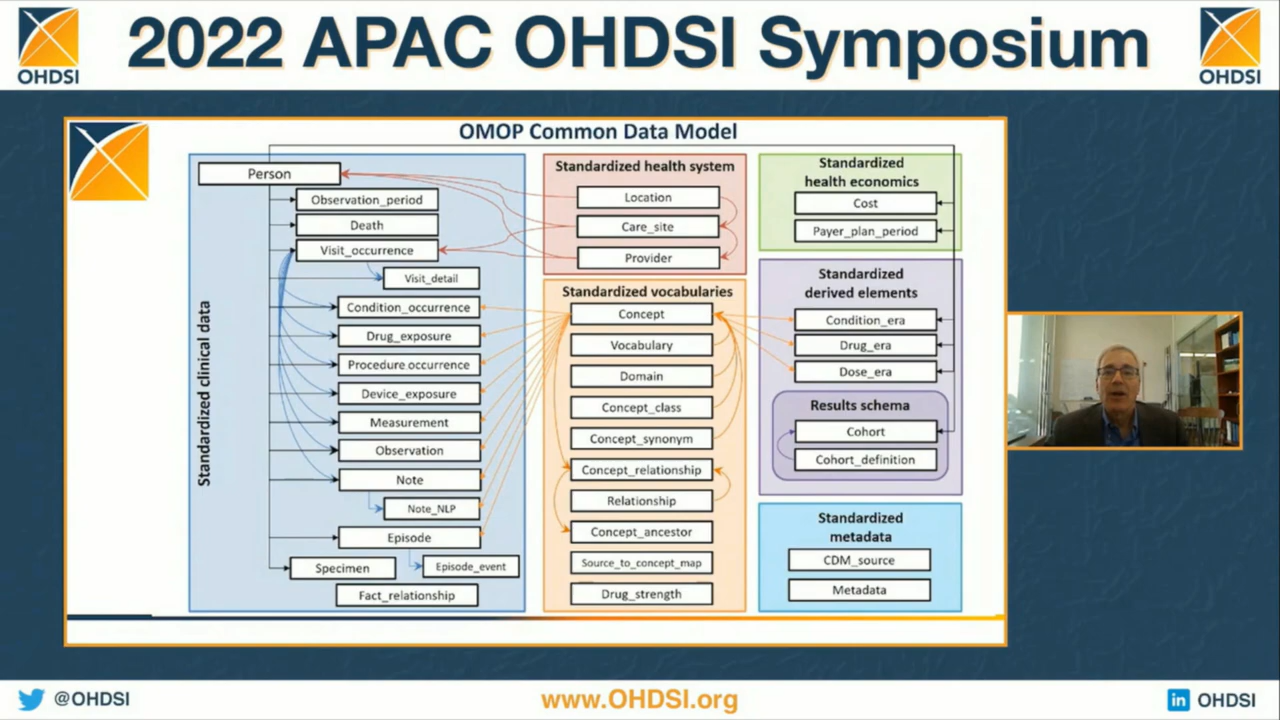 2022 APAC OHDSI Symposium
OHDSI
OHDSI
OMOP Common Data Model
Standardized clinical data
Person
Observation_period
Death
Visit_occurrence
Visit_detail
Condition_occurrence
Drug_exposure
Procedure occurrence
Device_exposure
Measurement
Observation
Note
Note_NLP
Episode
Specimen
Episode_event
Fact_relationship
Standardized health system
Location
Care_site
Provider
Standardized vocabularies
Concept
Vocabulary
Domain
Concept_class
Concept_synonym
Concept_relationship
Relationship
Concept_ancestor
Source_to_concept_map
Drug_strength
Standardized
health economics
Cost
Payer_plan_period
Standardized
derived elements
Condition_era
Drug_era
Dose_era
Results schema
Cohort
Cohort_definition
Standardized
metadata
CDM_source
Metadata
@OHDSI
www.OHDSI.org
in OHDSI